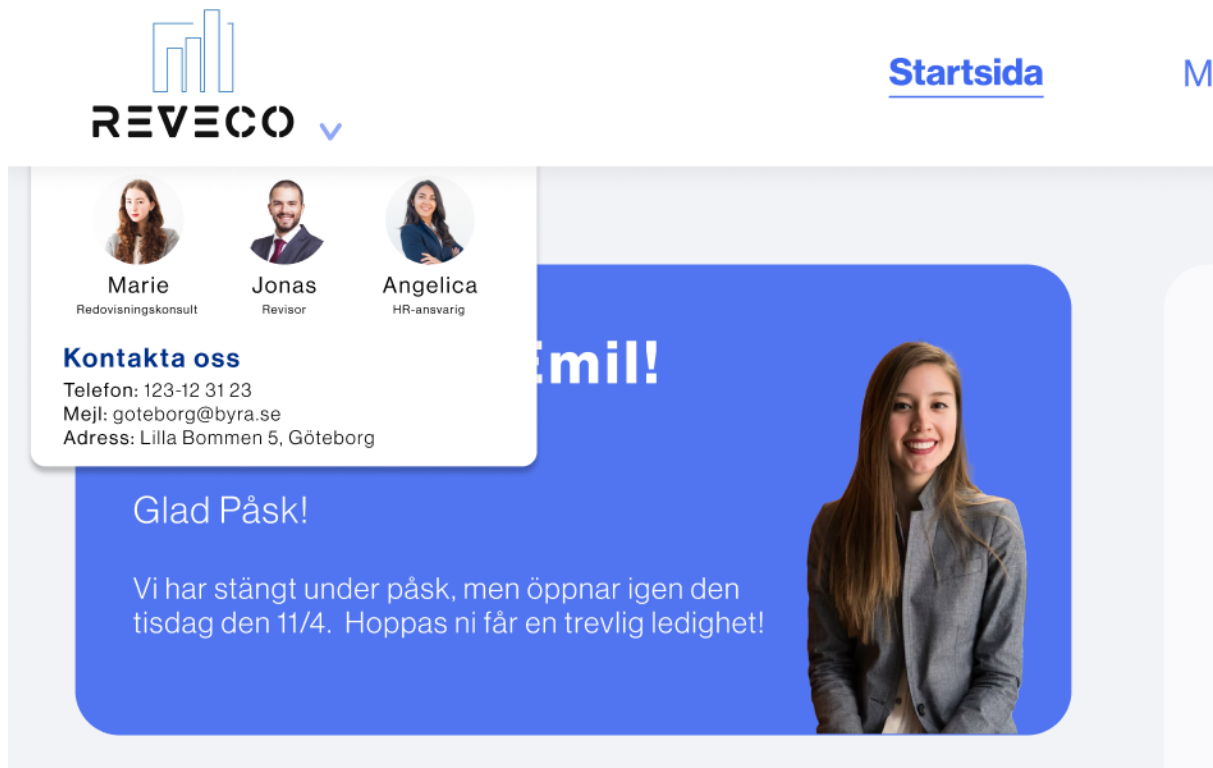 REVECO
Startsida
M
Marie
Jonas
Angelica
Redovisningskonsult
Revisor
HR-ansvarig
Kontakta oss
Telefon: 123-12 31 23
Mejl: goteborg@byra.se
Adress: Lilla Bommen 5, Göteborg
Emil!
Glad Påsk!
Vi har stängt under påsk, men öppnar igen den
tisdag den 11/4. Hoppas ni får en trevlig ledighet!